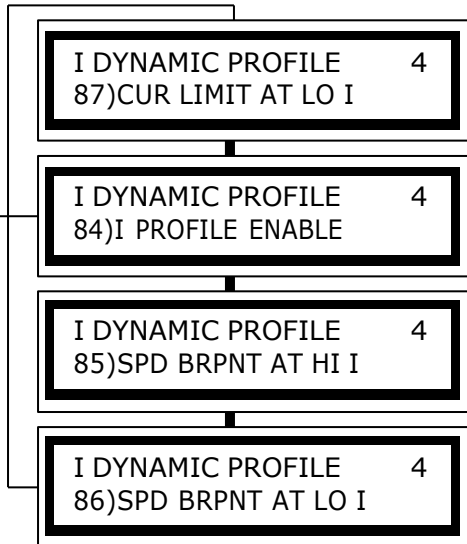 I DYNAMIC PROFILE 4
87)CUR LIMIT AT LO I
I DYNAMIC PROFILE 4
84)I PROFILE ENABLE
I DYNAMIC PROFILE 4
85)SPD BRPNT AT HI I
I DYNAMIC PROFILE 4
86)SPD BRPNT AT LO I